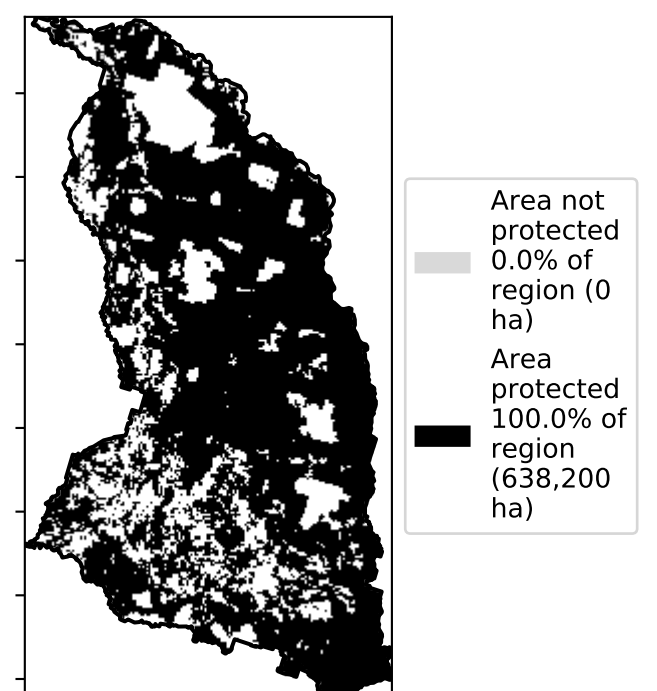 Area not
protected
0.0% of
region (0
ha)
Area
protected
100.0% of
region
(638,200
ha)